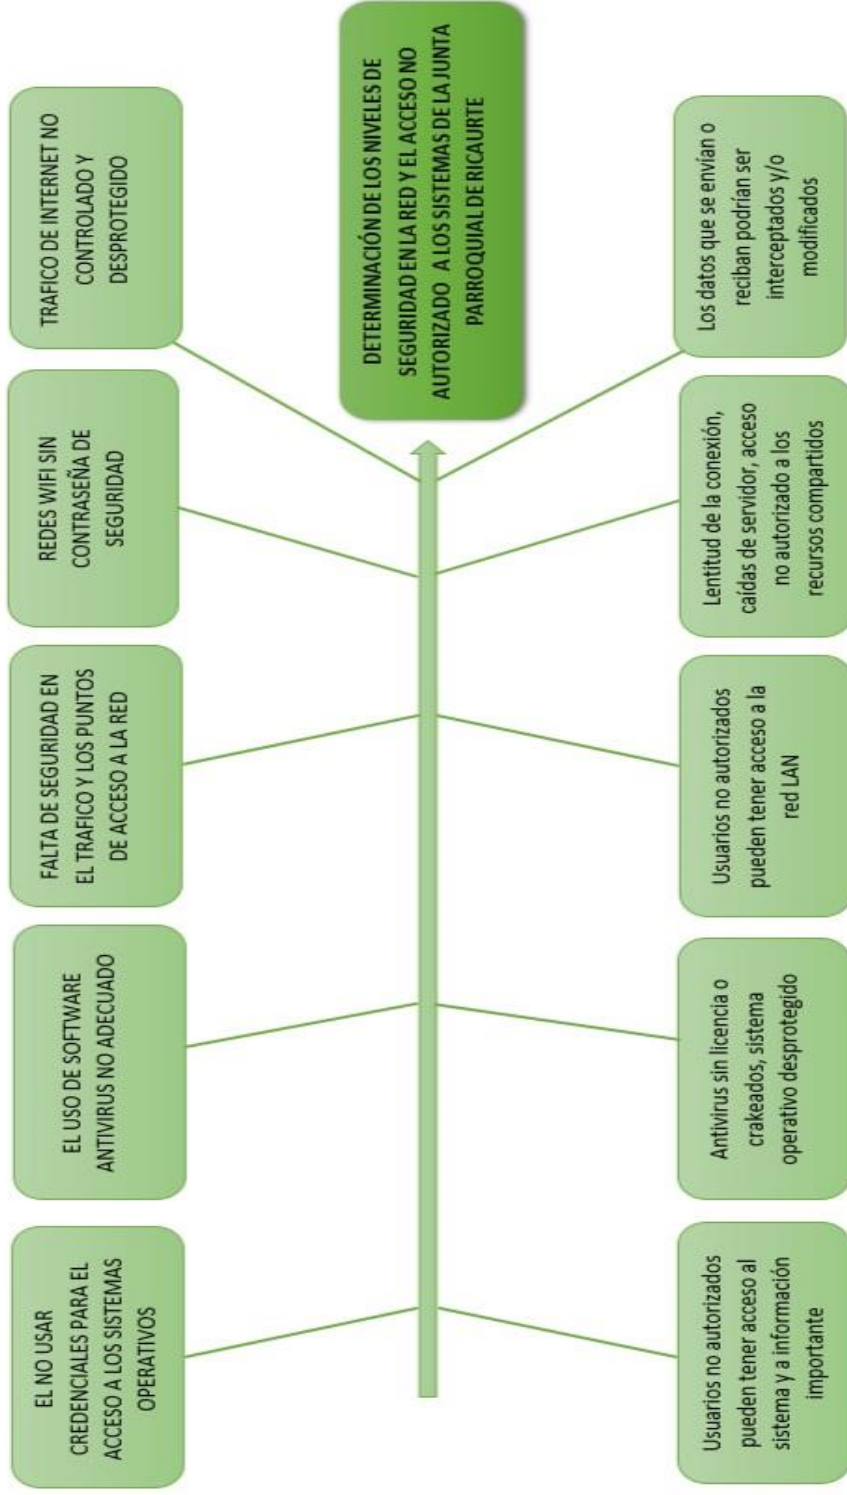 EL NO USAR
CREDENCIALES PARA EL
ACCESO A LOS SISTEMAS
OPERATIVOS
EL USO DE SOFTWARE
ANTIVIRUS NO ADECUADO
FALTA DE SEGURIDAD EN
EL TRAFICO Y LOS PUNTOS
DE ACCESO A LA RED
REDES WIFI SIN
CONTRASEÑA DE
SEGURIDAD
TRAFICO DE INTERNET NO
CONTROLADO Y
DESPROTEGIDO
DETERMINACIÓN DE LOS NIVELES DE
SEGURIDAD EN LA RED Y EL ACCESO NO
AUTORIZADO A LOS SISTEMAS DE LA JUNTA
PARROQUIAL DE RICAURTE
Usuarios no autorizados
pueden tener acceso al
sistema y a información
importante
Antivirus sin licencia o
crakeados, sistema
operativo desprotegido
Usuarios no autorizados
pueden tener acceso a la
red LAN
Lentitud de la conexión,
caídas de servidor, acceso
no autorizado a los
recursos compartidos
Los datos que se envían o
reciban podrían ser
interceptados y/o
modificados